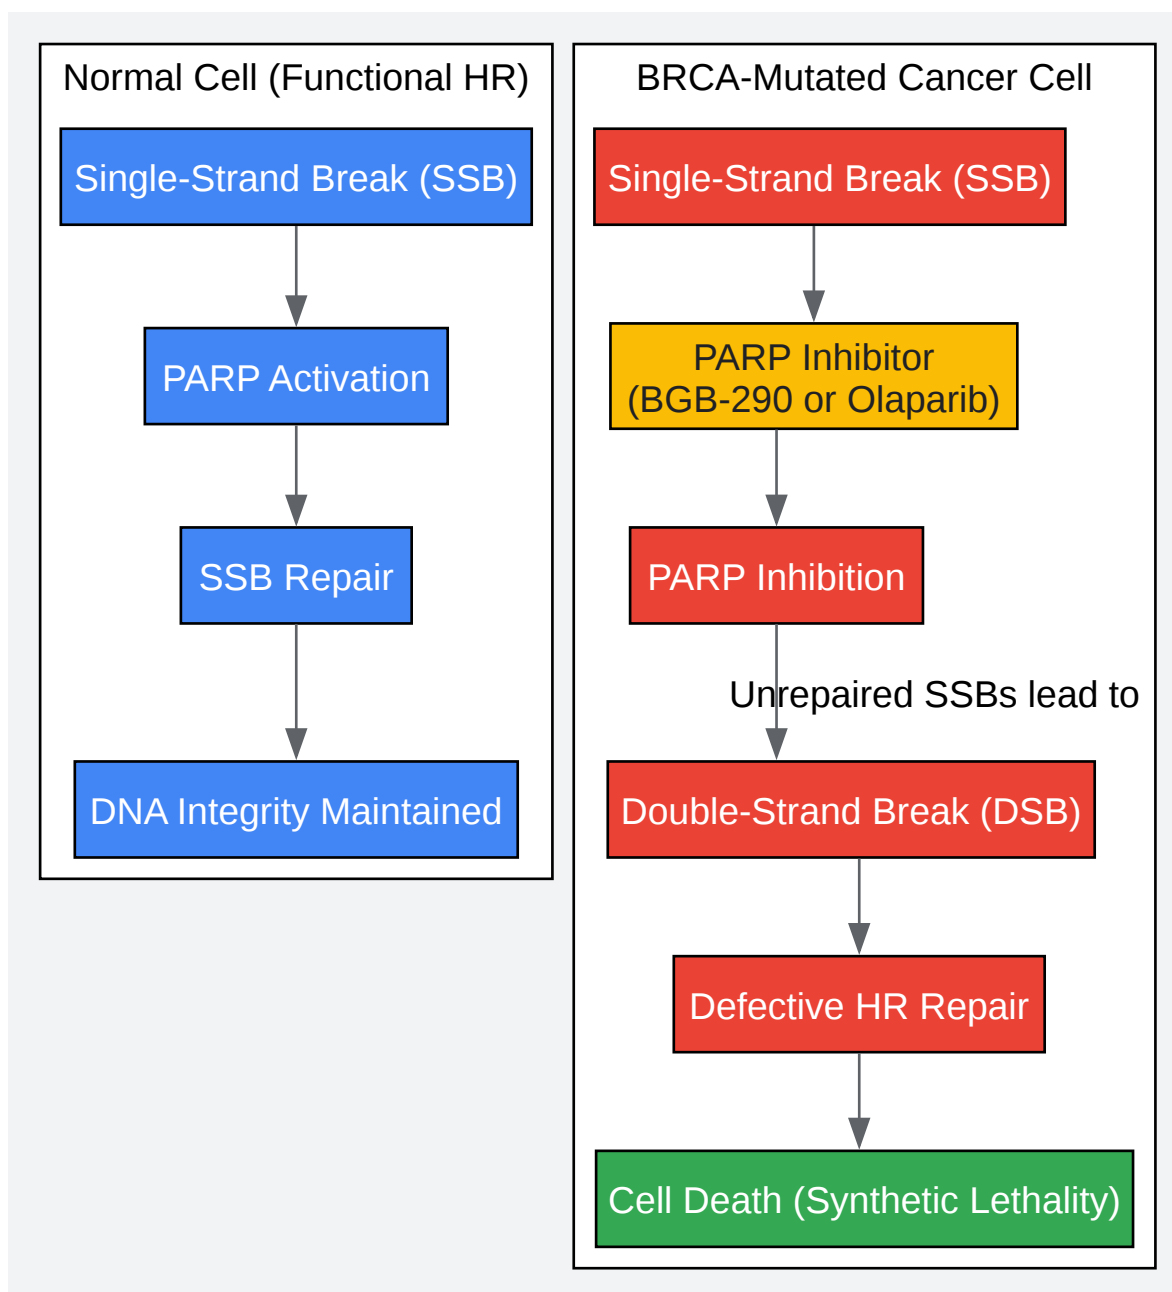 Normal Cell (Functional HR)
Single-Strand Break (SSB)
PARP Activation
SSB Repair
DNA Integrity Maintained
BRCA-Mutated Cancer Cell
Single-Strand Break (SSB)
PARP Inhibitor
(BGB-290 or Olaparib)
PARP Inhibition
Unrepaired SSBs lead to
Double-Strand Break (DSB)
Defective HR Repair
Cell Death (Synthetic Lethality)